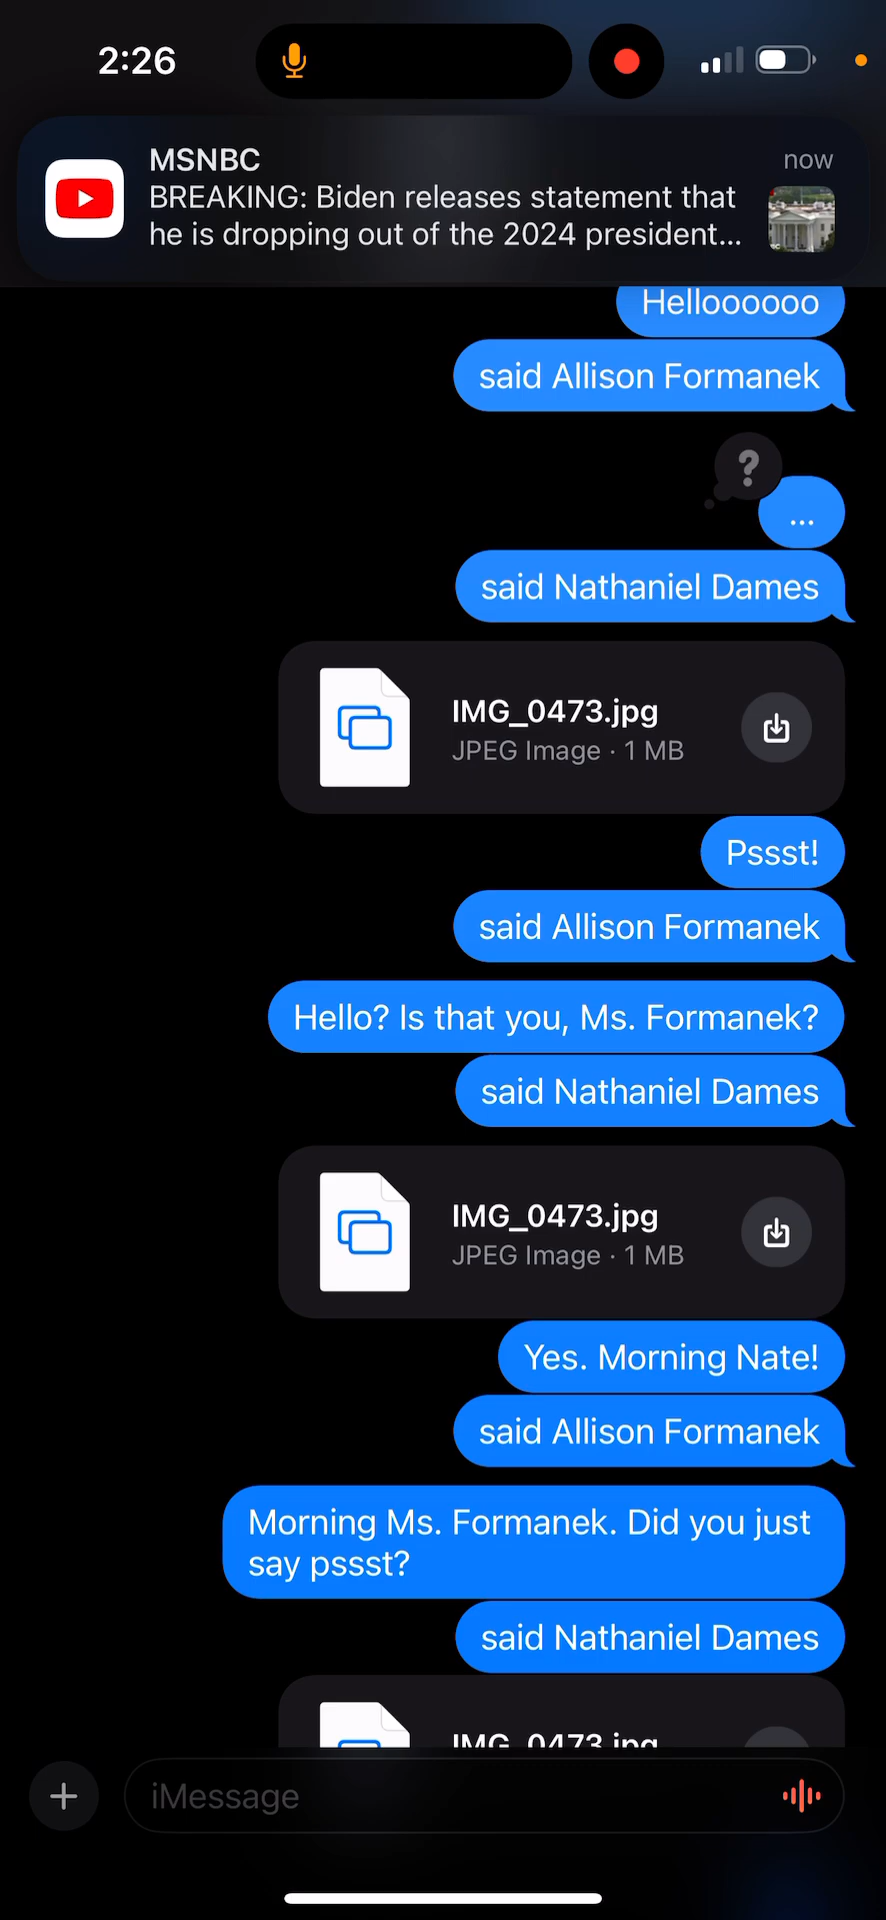 2:26
MSNBC
now
BREAKING: Biden releases statement that
he is dropping out of the 2024 president...
Helloooooo
said Allison Formanek
?
...
said Nathaniel Dames
IMG_0473.jpg
JPEG Image · 1 MB
Pssst!
said Allison Formanek
Hello? Is that you, Ms. Formanek?
said Nathaniel Dames
IMG_0473.jpg
JPEG Image · 1 MB
Yes. Morning Nate!
said Allison Formanek
Morning Ms. Formanek. Did you just
say pssst?
said Nathaniel Dames
IMG_0473.jpg
iMessage